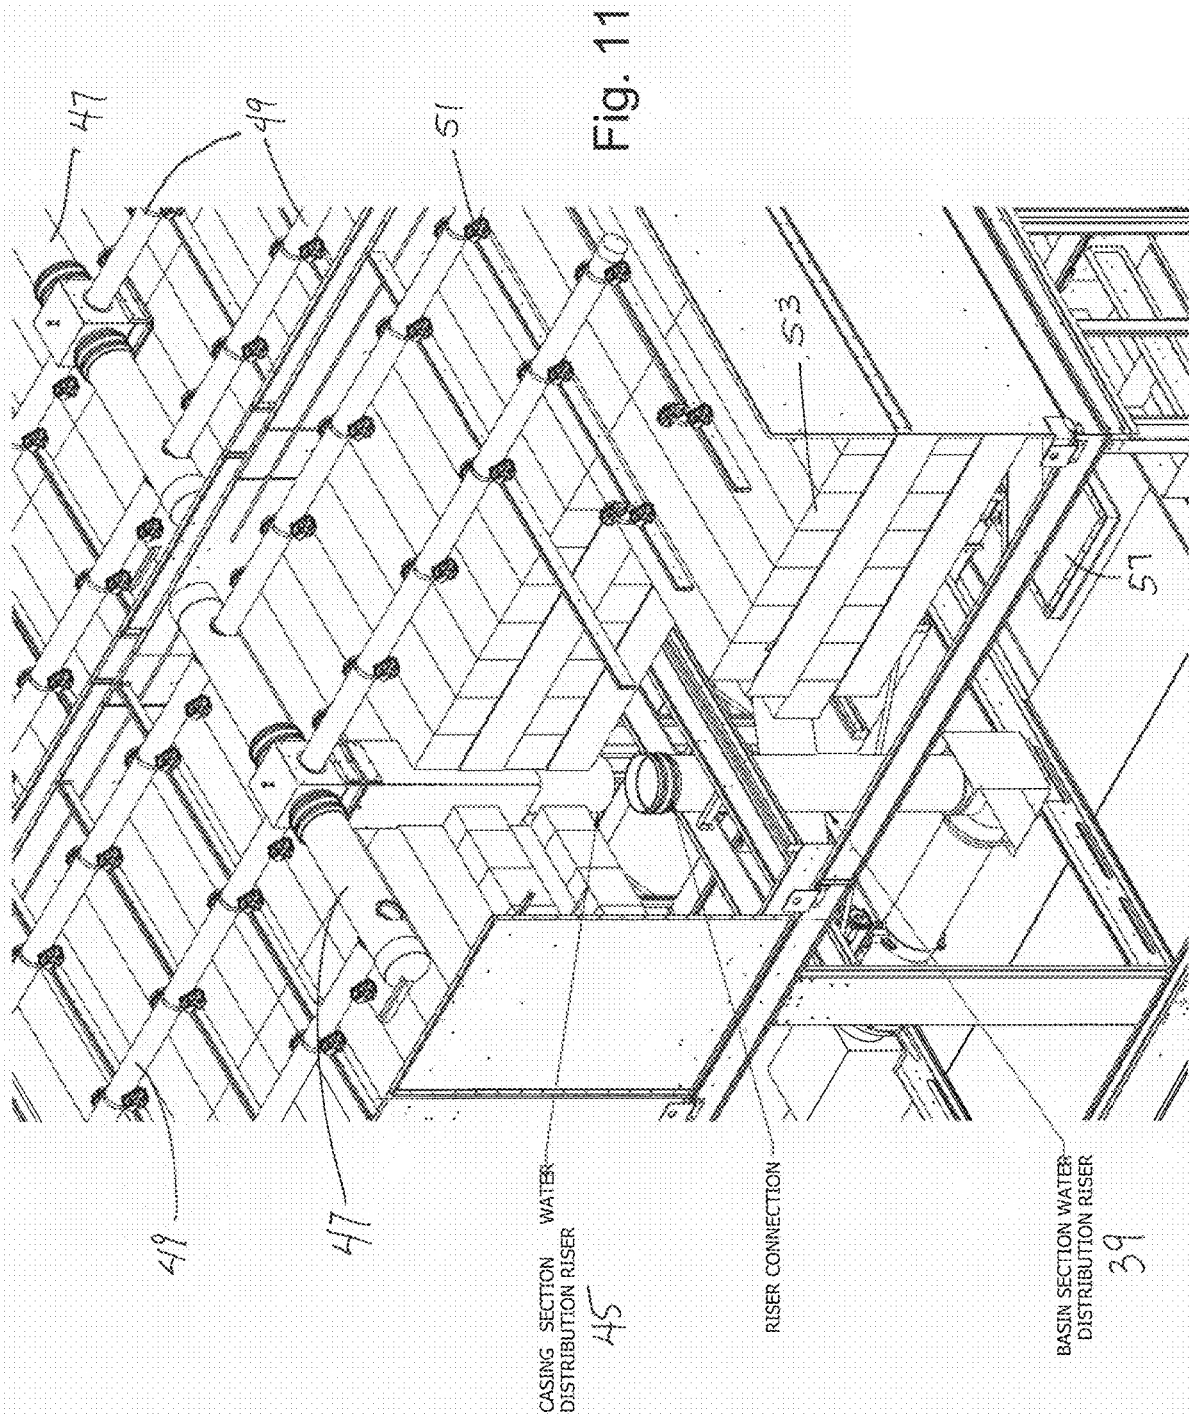 Fig. 11
47
49
51
53
57
49
47
CASING SECTION WATER
DISTRIBUTION RISER
45
RISER CONNECTION
BASIN SECTION WATER
DISTRIBUTION RISER
39